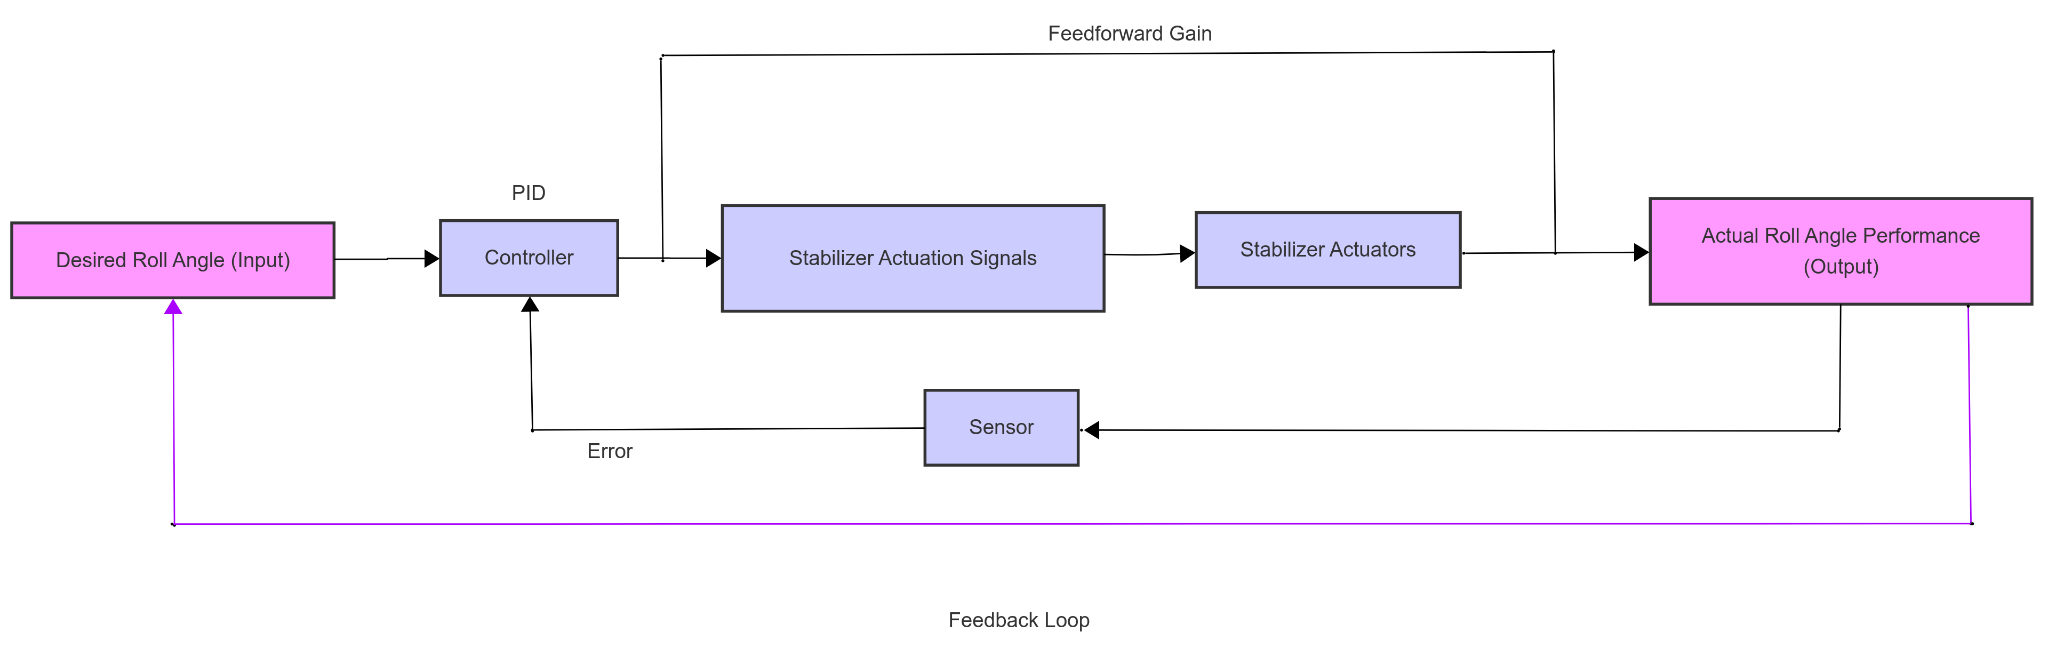 Feedforward Gain
PID
Desired Roll Angle (Input)
Controller
Stabilizer Actuation Signals
Stabilizer Actuators
Actual Roll Angle Performance
(Output)
Sensor
Error
Feedback Loop